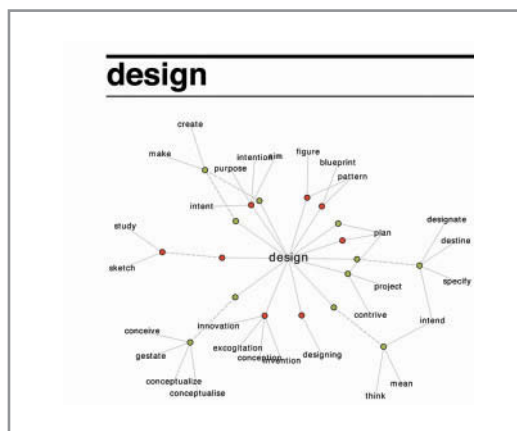 design
create
make
intention
aim
purpose
figure
blueprint
pattern
intent
study
sketch
plan
designate
destine
specify
design
project
contrive
intend
innovation
excogitation
conception
invention
designing
conceive
gestate
conceptualize
conceptualise
think
mean